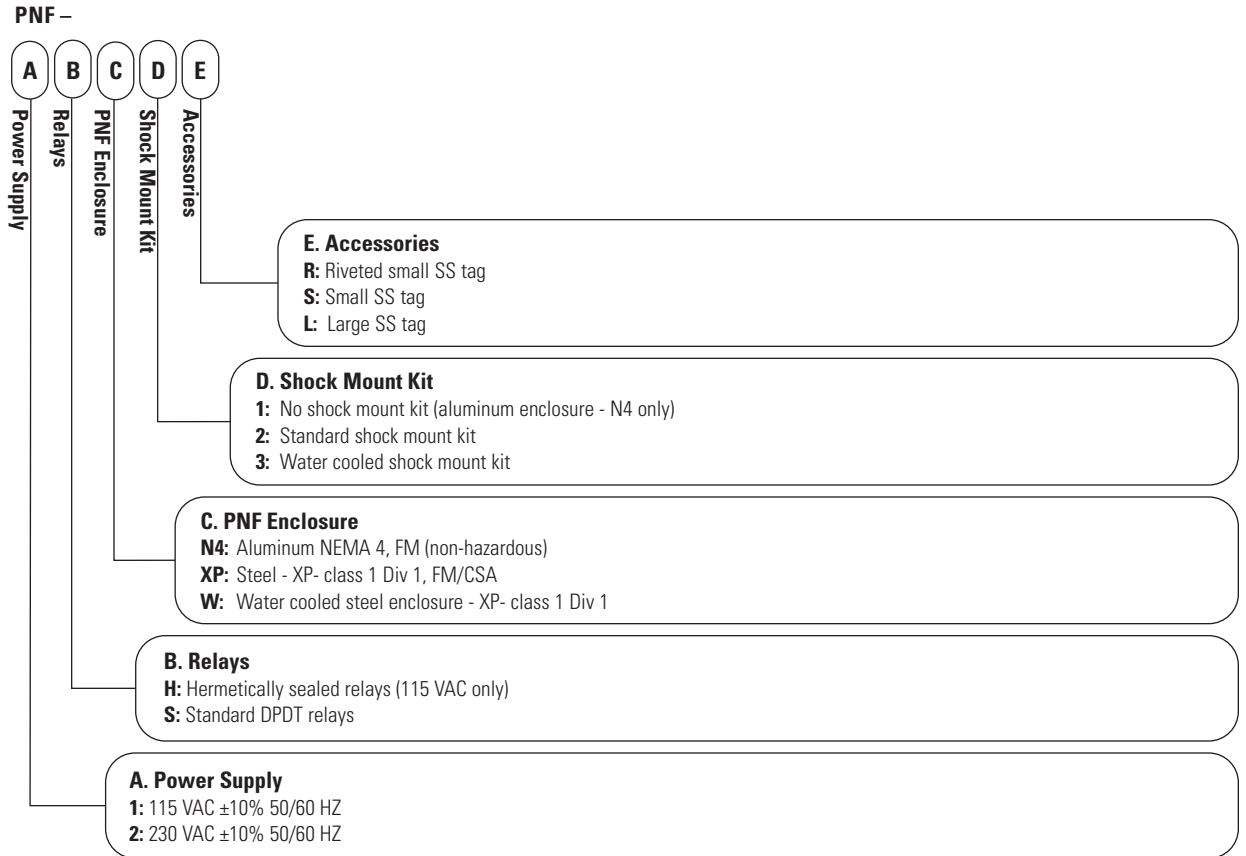 PNF –
A B C D E
Power Supply
Relays
PNF Enclosure
Shock Mount Kit
Accessories
E. Accessories
R: Riveted small SS tag
S: Small SS tag
L: Large SS tag
D. Shock Mount Kit
1: No shock mount kit (aluminum enclosure - N4 only)
2: Standard shock mount kit
3: Water cooled shock mount kit
C. PNF Enclosure
N4: Aluminum NEMA 4, FM (non-hazardous)
XP: Steel - XP- class 1 Div 1, FM/CSA
W: Water cooled steel enclosure - XP- class 1 Div 1
B. Relays
H: Hermetically sealed relays (115 VAC only)
S: Standard DPDT relays
A. Power Supply
1: 115 VAC ±10% 50/60 HZ
2: 230 VAC ±10% 50/60 HZ